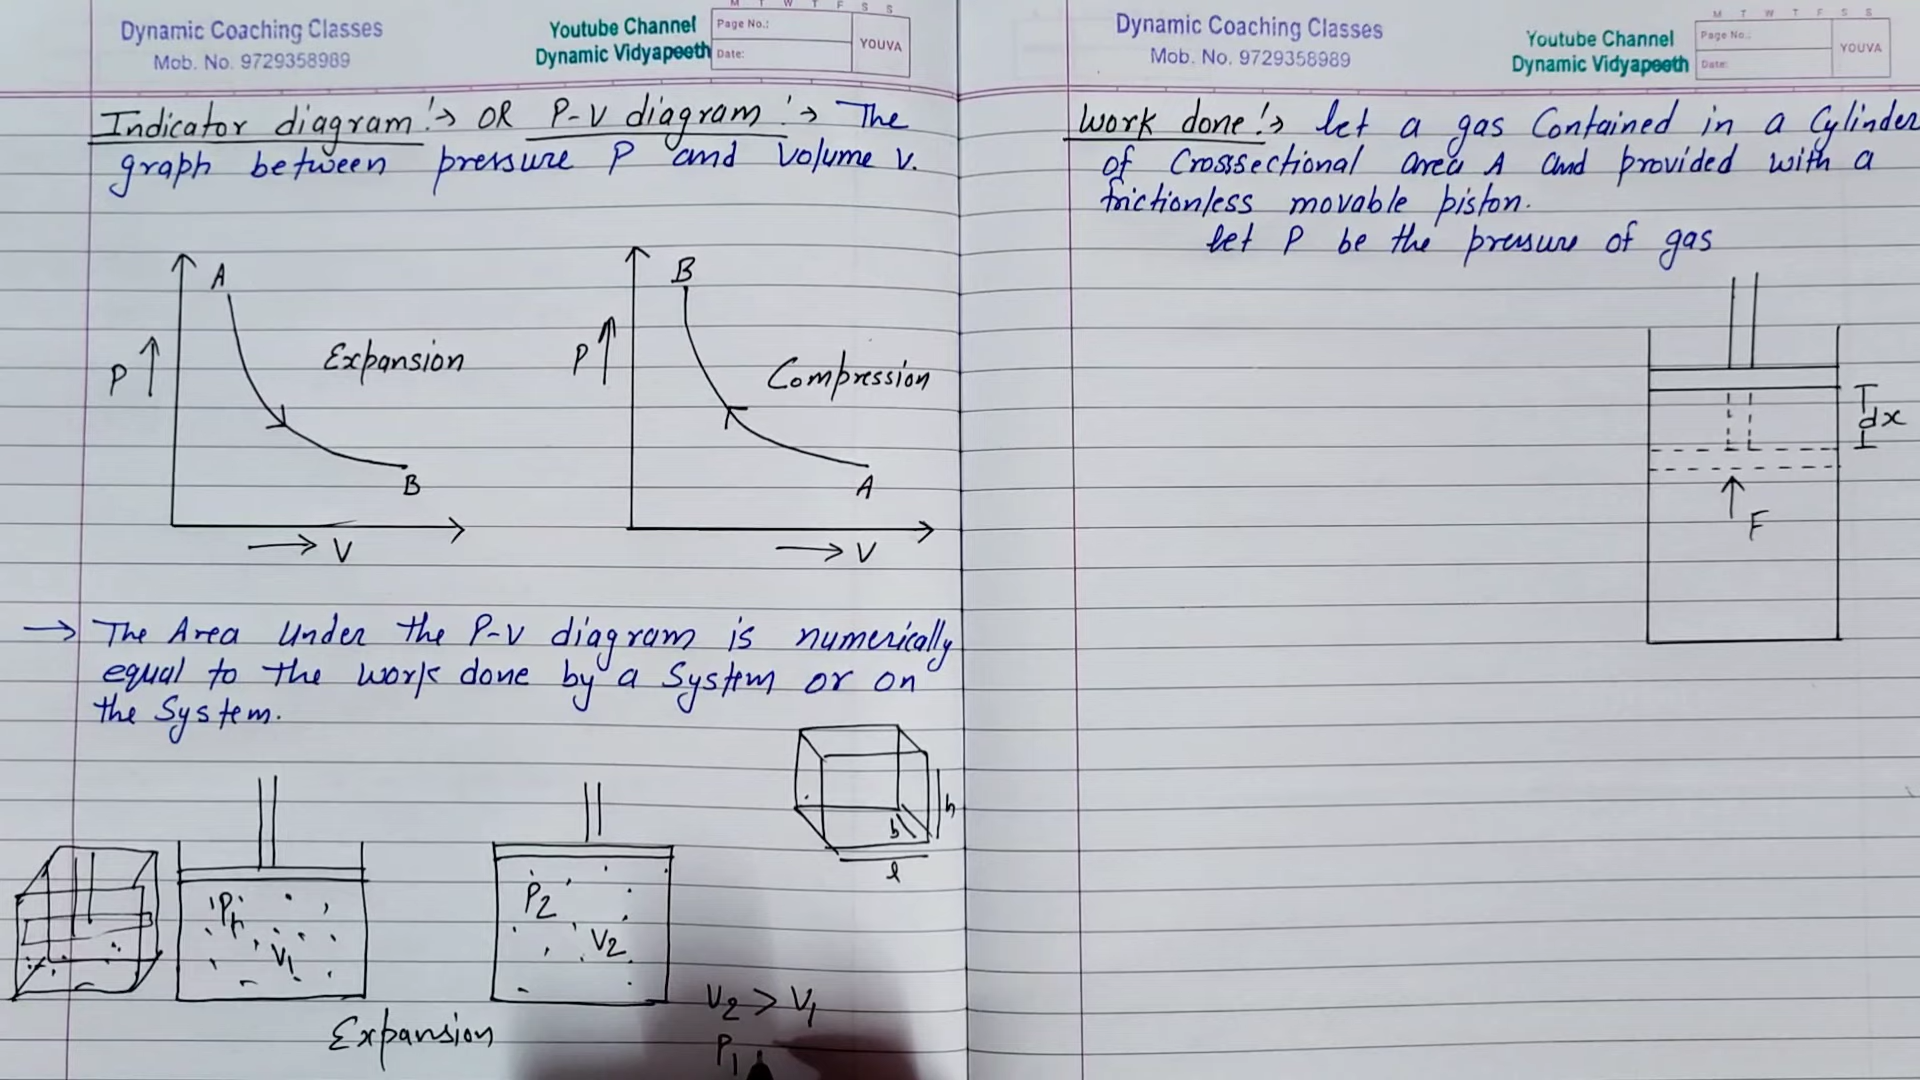 Dynamic Coaching Classes
Mob. No. 9729358989
Youtube Channel
Dynamic Vidyapeeth
M T W T F S S
Page No.:
Date:
YOUVA
Indicator diagram :→ OR P-V diagram :→ The
graph between pressure P and volume V.
A
P
Expansion
B
V
B
P
Compression
A
V
→ The Area Under the P-V diagram is numerically
equal to the work done by a System or on
the System.
h
b
l
P1
V1
P2
V2
V2 > V1
Expansion
P1
Dynamic Coaching Classes
Mob. No. 9729358989
Youtube Channel
Dynamic Vidyapeeth
M T W T F S S
Page No.:
Date:
YOUVA
Work done :→ let a gas Contained in a Cylinder
of Crosssectional area A and provided with a
frictionless movable piston.
let P be the pressure of gas
dx
F